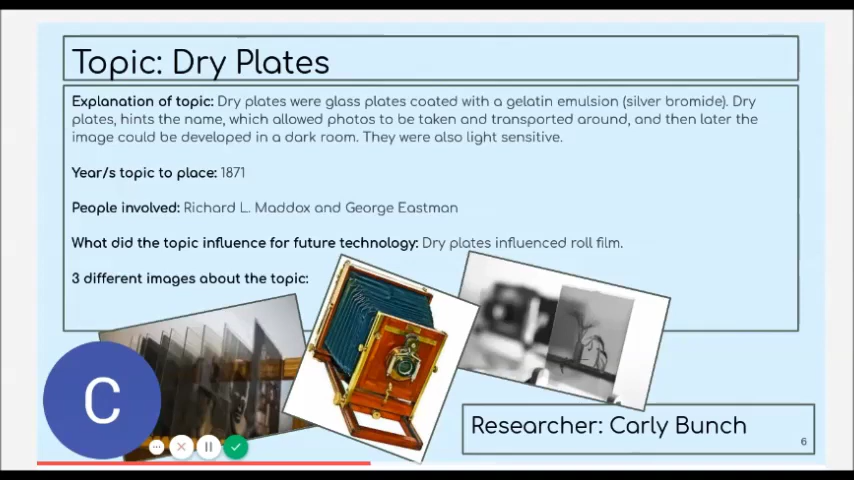 Topic: Dry Plates
Explanation of topic: Dry plates were glass plates coated with a gelatin emulsion (silver bromide). Dry
plates, hints the name, which allowed photos to be taken and transported around, and then later the
image could be developed in a dark room. They were also light sensitive.
Year/s topic to place: 1871
People involved: Richard L. Maddox and George Eastman
What did the topic influence for future technology: Dry plates influenced roll film.
3 different images about the topic:
C
Researcher: Carly Bunch
6